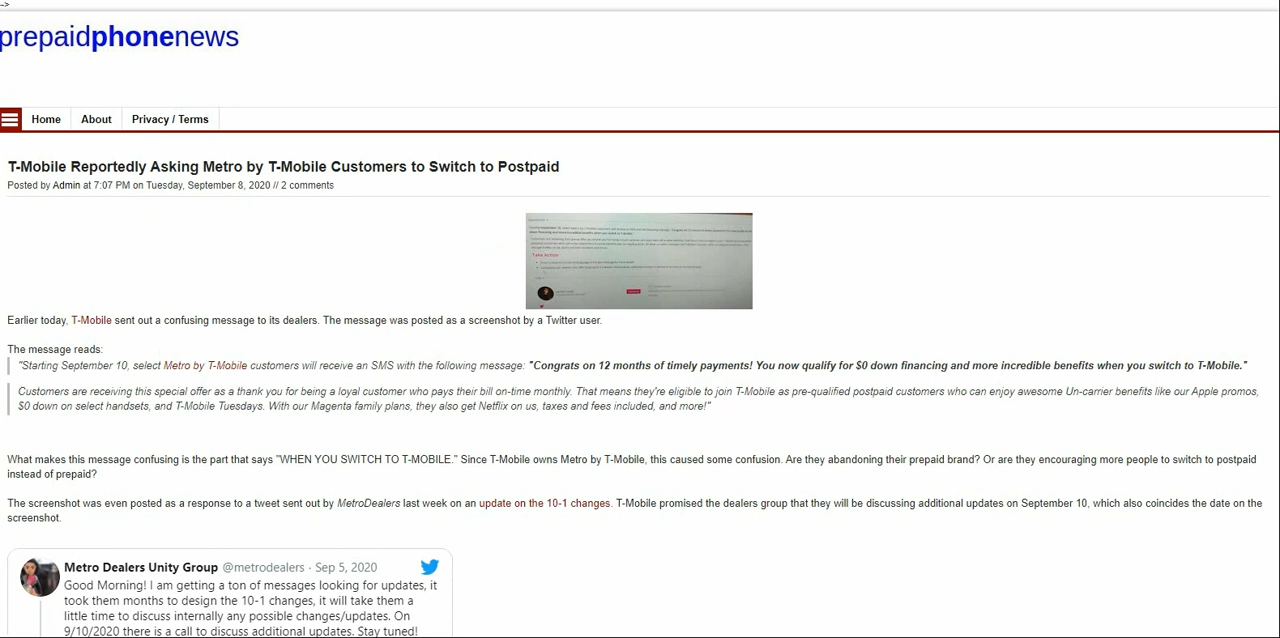 -->
prepaidphonenews
Home About Privacy / Terms
T-Mobile Reportedly Asking Metro by T-Mobile Customers to Switch to Postpaid
Posted by Admin at 7:07 PM on Tuesday, September 8, 2020 // 2 comments
Take Action
Earlier today, T-Mobile sent out a confusing message to its dealers. The message was posted as a screenshot by a Twitter user.
The message reads:
"Starting September 10, select Metro by T-Mobile customers will receive an SMS with the following message: "Congrats on 12 months of timely payments! You now qualify for $0 down financing and more incredible benefits when you switch to T-Mobile."
Customers are receiving this special offer as a thank you for being a loyal customer who pays their bill on-time monthly. That means they're eligible to join T-Mobile as pre-qualified postpaid customers who can enjoy awesome Un-carrier benefits like our Apple promos,
$0 down on select handsets, and T-Mobile Tuesdays. With our Magenta family plans, they also get Netflix on us, taxes and fees included, and more!"
What makes this message confusing is the part that says "WHEN YOU SWITCH TO T-MOBILE." Since T-Mobile owns Metro by T-Mobile, this caused some confusion. Are they abandoning their prepaid brand? Or are they encouraging more people to switch to postpaid
instead of prepaid?
The screenshot was even posted as a response to a tweet sent out by MetroDealers last week on an update on the 10-1 changes. T-Mobile promised the dealers group that they will be discussing additional updates on September 10, which also coincides the date on the
screenshot.
Metro Dealers Unity Group @metrodealers · Sep 5, 2020
Good Morning! I am getting a ton of messages looking for updates, it
took them months to design the 10-1 changes, it will take them a
little time to discuss internally any possible changes/updates. On
9/10/2020 there is a call to discuss additional updates. Stay tuned!